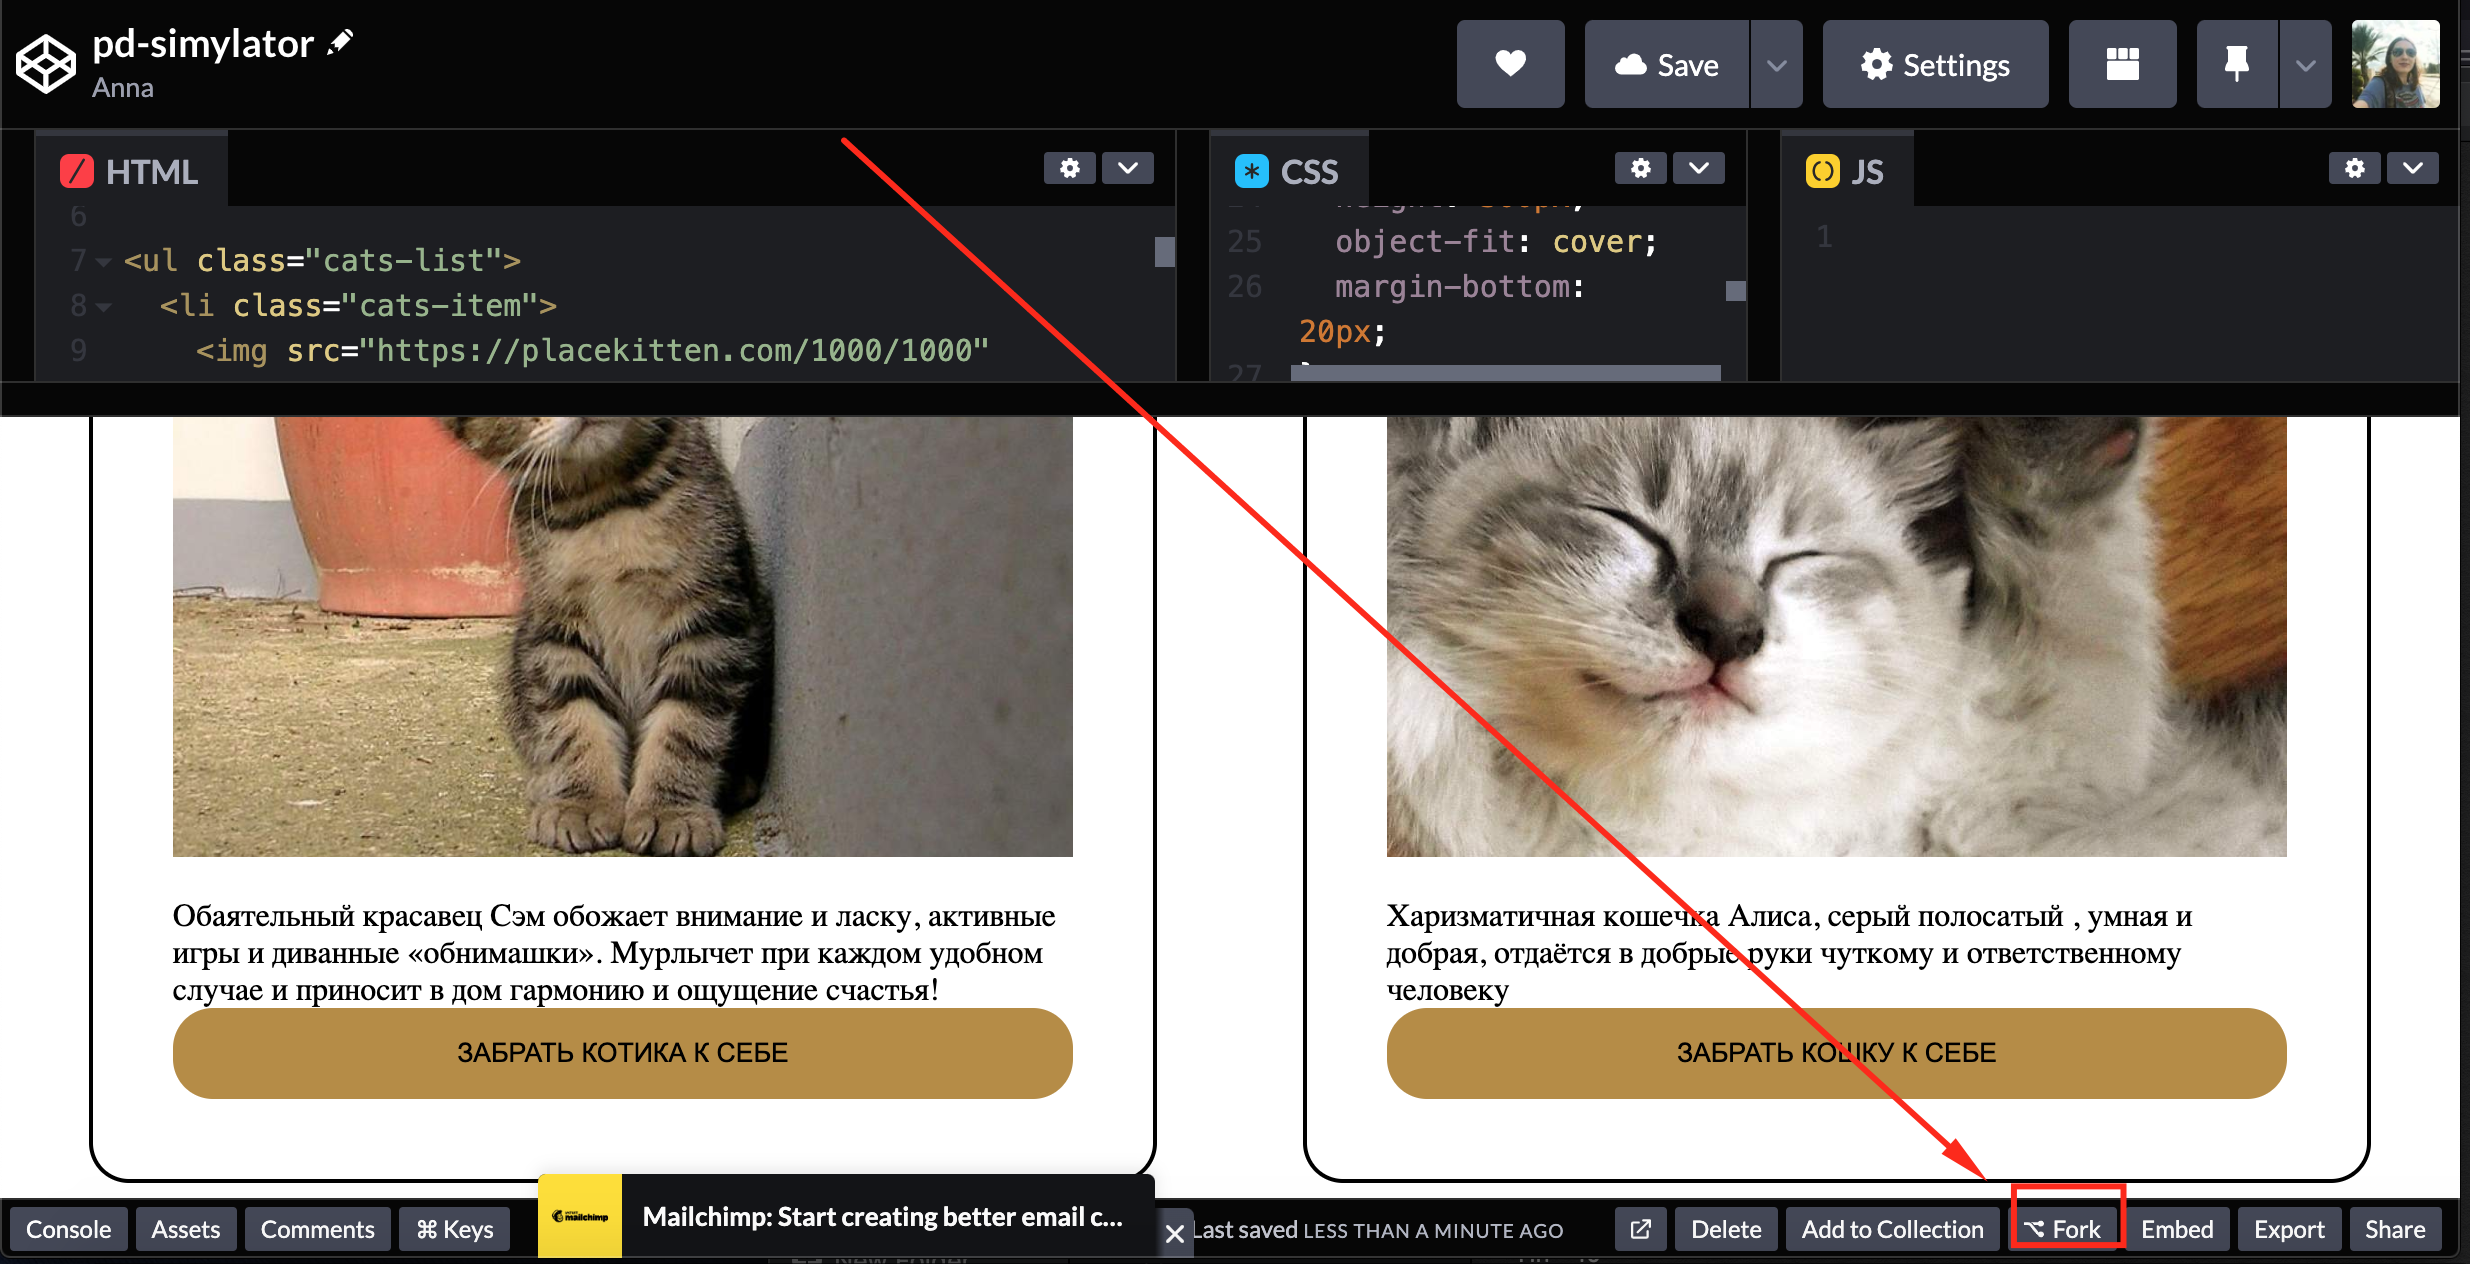 pd-simylator
Anna
Save
Settings
HTML
CSS
JS
6
7 <ul class="cats-list">
8 <li class="cats-item">
9 <img src="https://placekitten.com/1000/1000"
25 object-fit: cover;
26 margin-bottom:
20px;
27
1
Обаятельный красавец Сэм обожает внимание и ласку, активные
игры и диванные «обнимашки». Мурлычет при каждом удобном
случае и приносит в дом гармонию и ощущение счастья!
ЗАБРАТЬ КОТИКА К СЕБЕ
Харизматичная кошечка Алиса, серый полосатый , умная и
добрая, отдаётся в добрые руки чуткому и ответственному
человеку
ЗАБРАТЬ КОШКУ К СЕБЕ
Console
Assets
Comments
⌘ Keys
mailchimp
Mailchimp: Start creating better email c...
Last saved LESS THAN A MINUTE AGO
Delete
Add to Collection
Fork
Embed
Export
Share